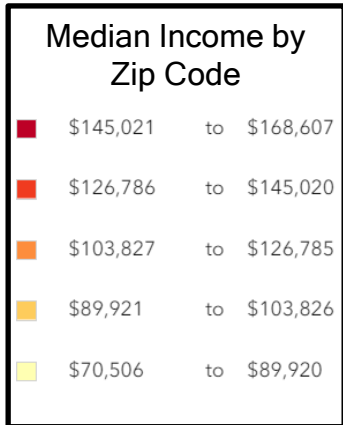 Median Income by
Zip Code
$145,021 to $168,607
$126,786 to $145,020
$103,827 to $126,785
$89,921 to $103,826
$70,506 to $89,920